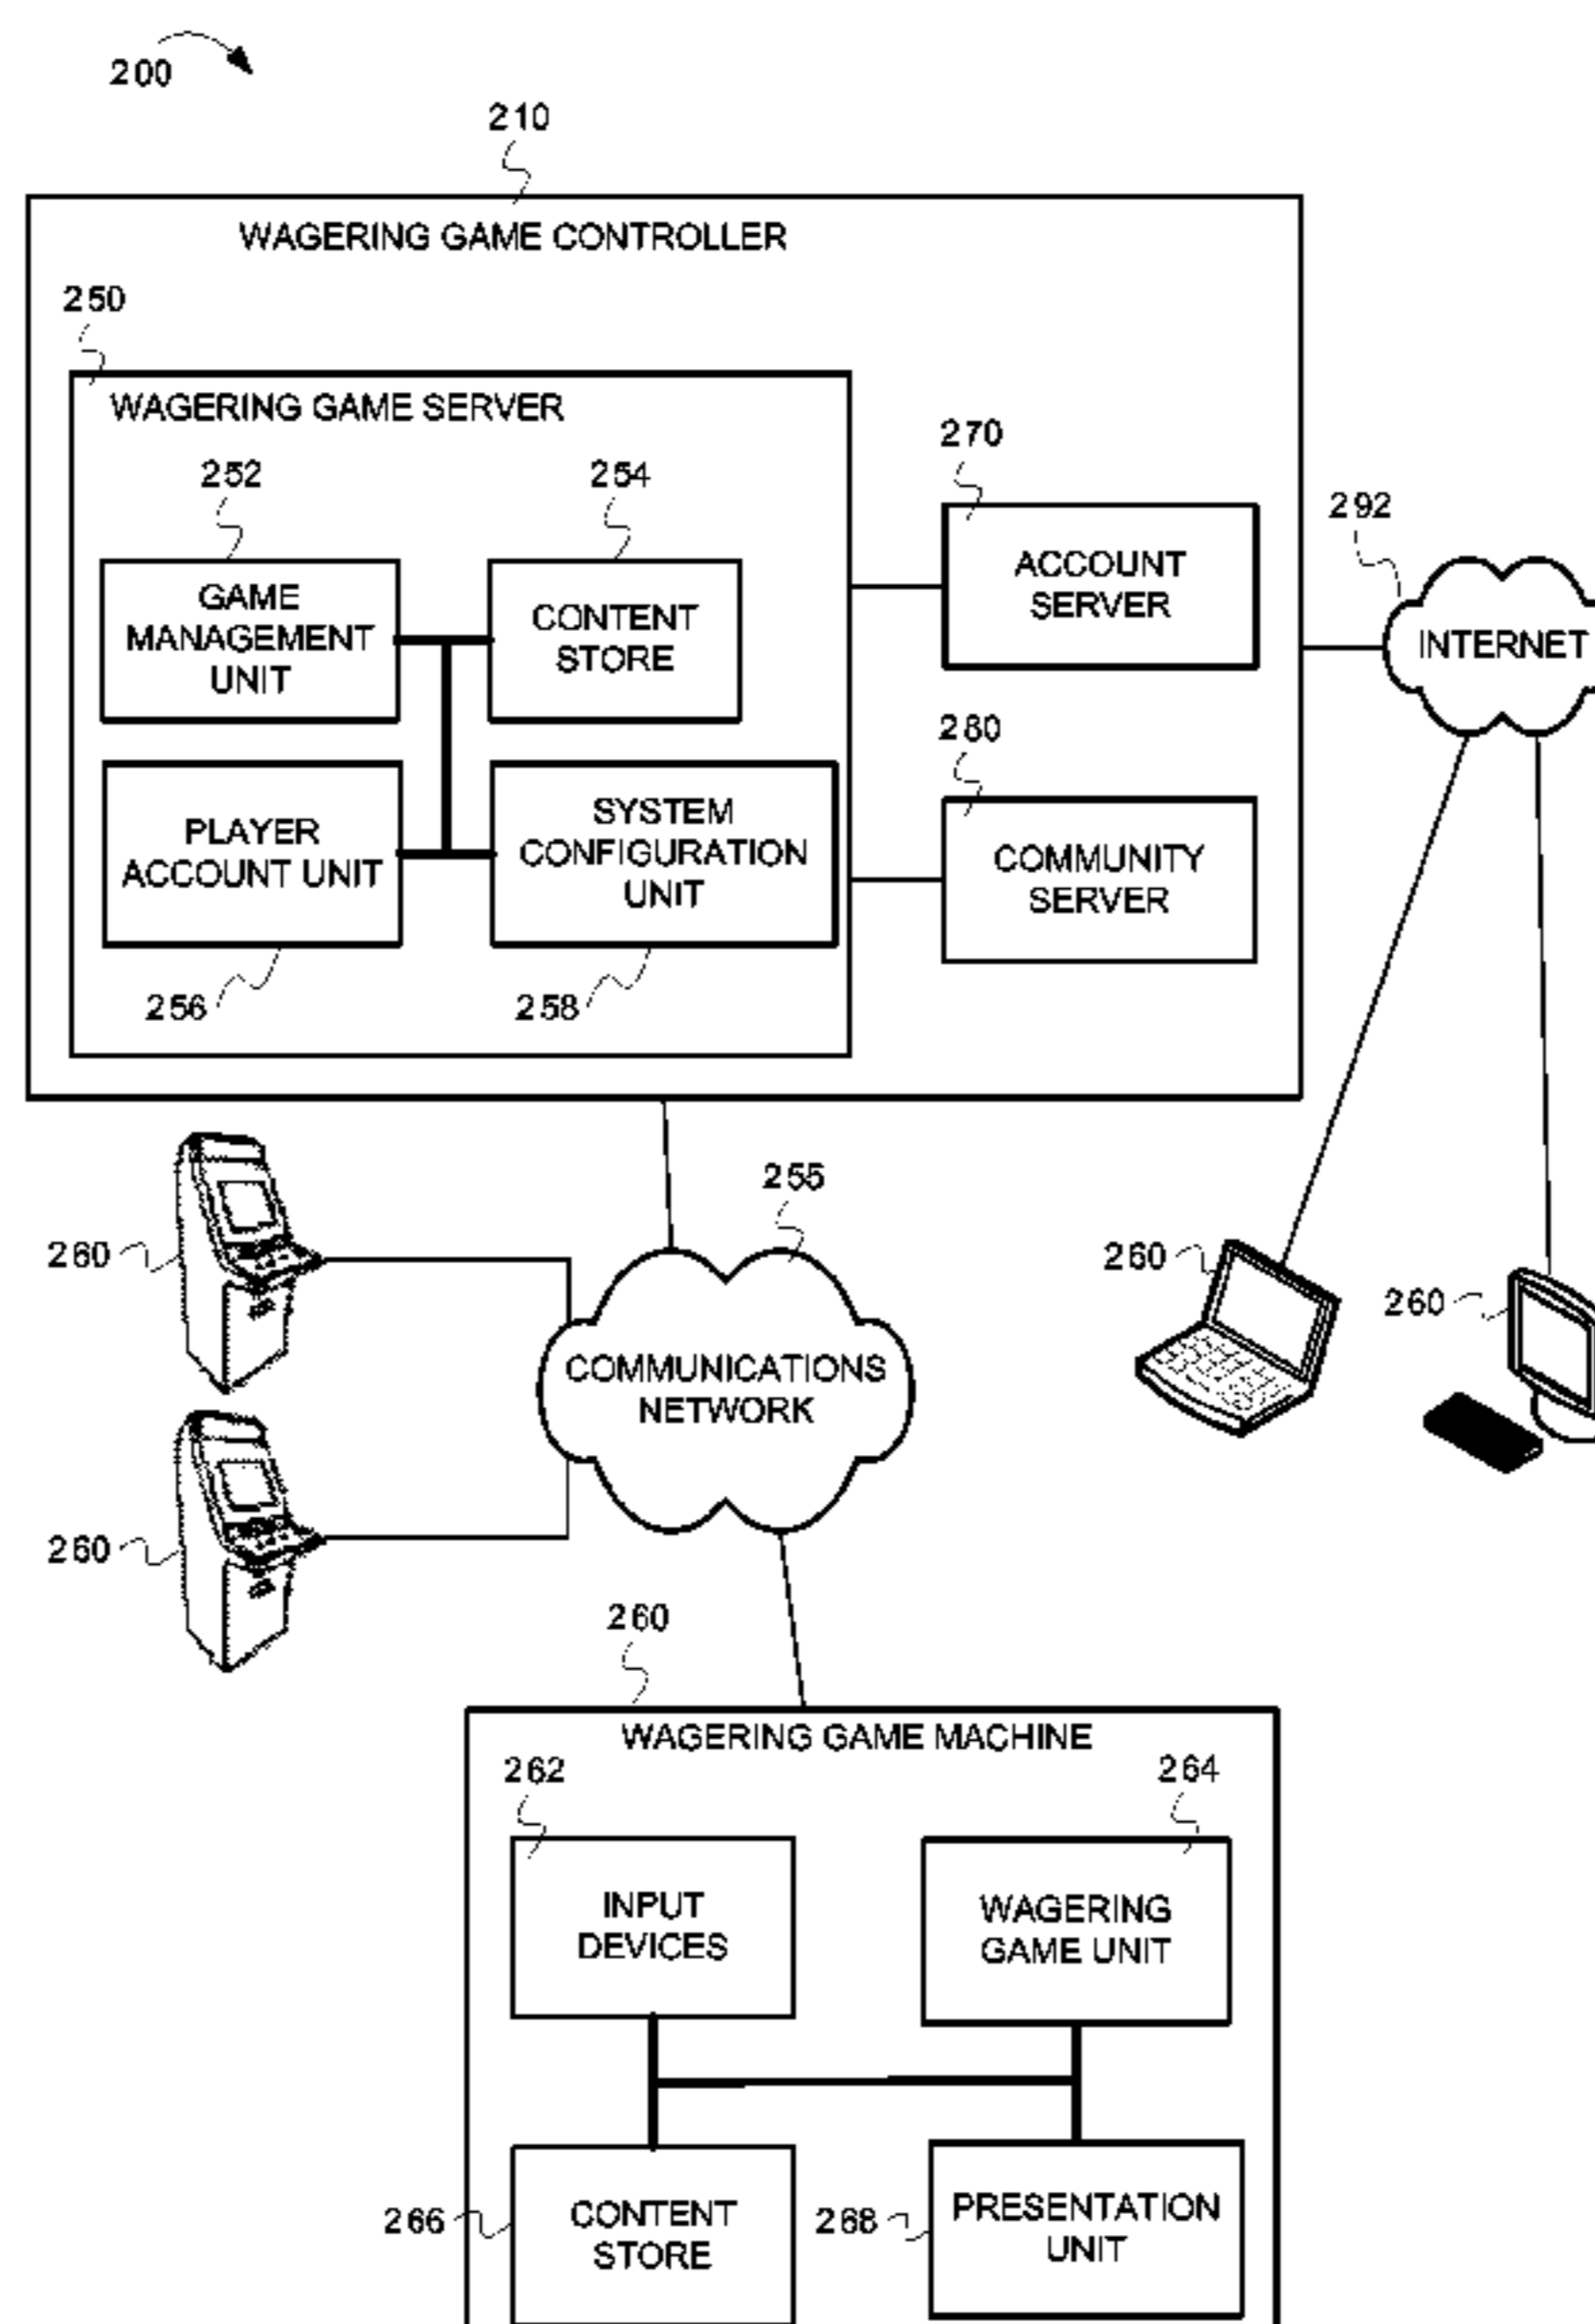 200
210
WAGERING GAME CONTROLLER
250
WAGERING GAME SERVER
252
254
270
292
GAME
MANAGEMENT
UNIT
CONTENT
STORE
ACCOUNT
SERVER
INTERNET
280
PLAYER
ACCOUNT UNIT
SYSTEM
CONFIGURATION
UNIT
COMMUNITY
SERVER
256
258
255
260
260
260
COMMUNICATIONS
NETWORK
260
260
WAGERING GAME MACHINE
262
264
INPUT
DEVICES
WAGERING
GAME UNIT
266
CONTENT
STORE
268
PRESENTATION
UNIT